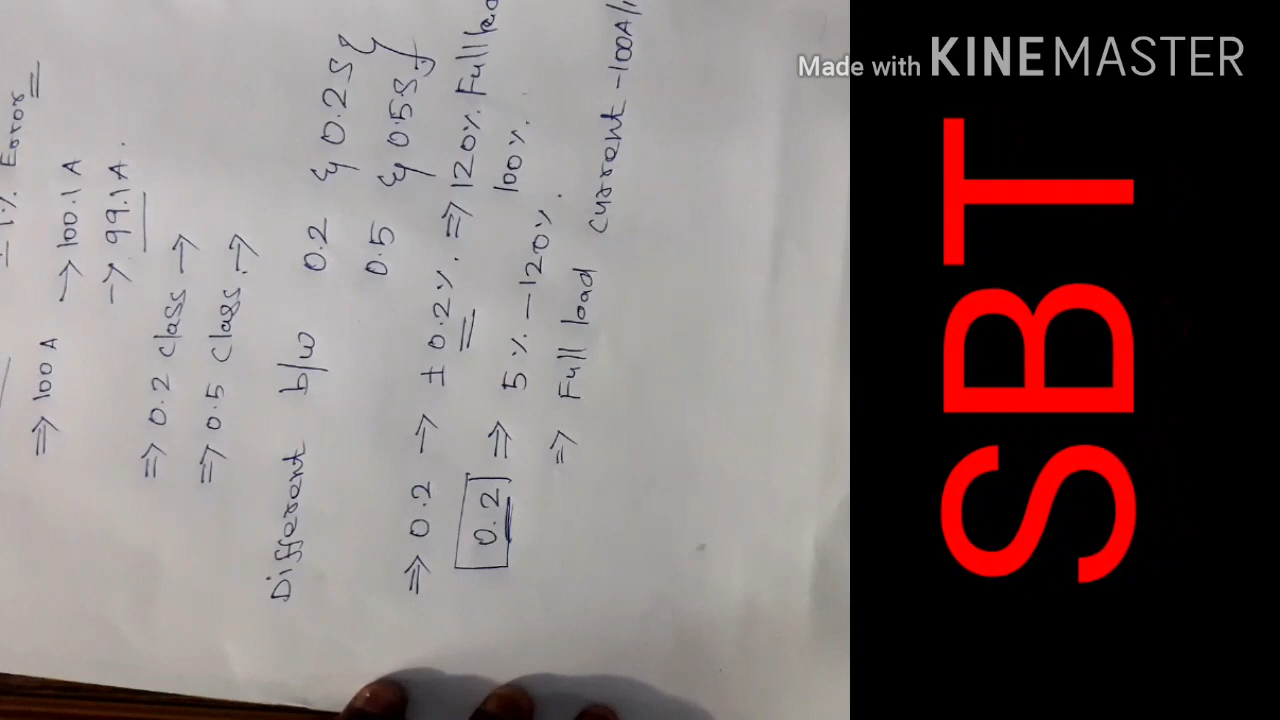 ± 1% Error
⇒ 100 A → 100.1 A
→ 99.1 A.
⇒ 0.2 class →
⇒ 0.5 class →
Different b/w 0.2 & 0.2S
0.5 & 0.5S
⇒ 0.2 → ± 0.2%. ⇒ 120% Full
0.2 ⇒ 5% – 120%. 100%.
⇒ Full load current – 100A/
Made with KINEMASTER
SBT